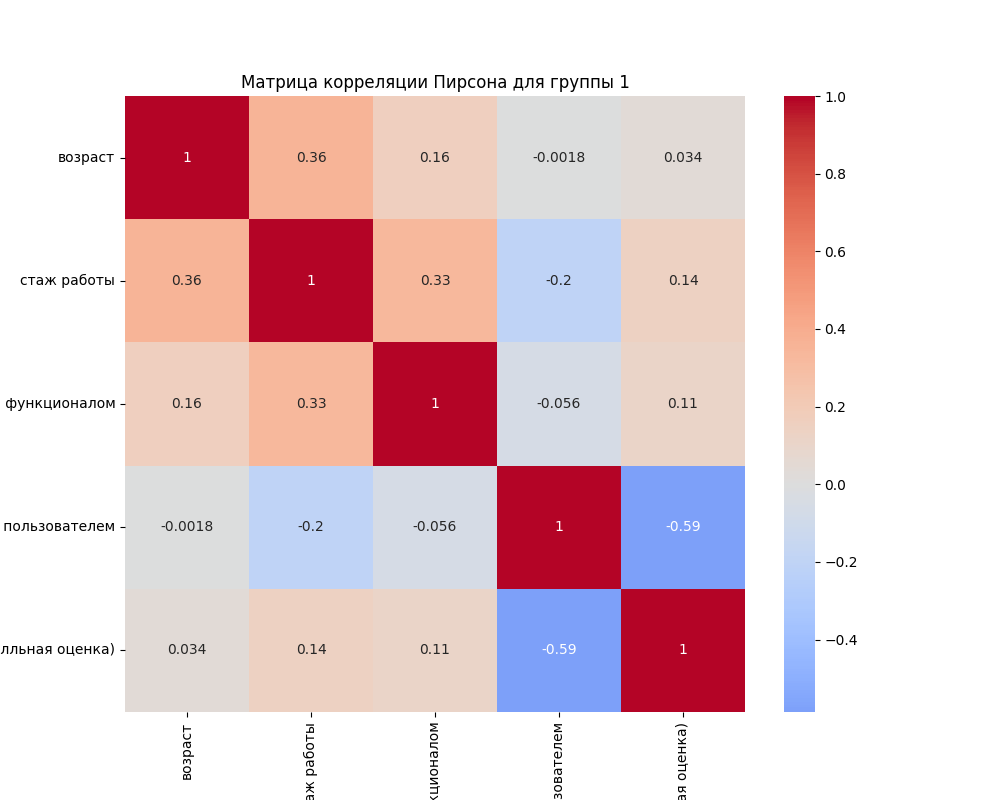 Матрица корреляции Пирсона для группы 1
возраст 1 0.36 0.16 -0.0018 0.034
стаж работы 0.36 1 0.33 -0.2 0.14
функционалом 0.16 0.33 1 -0.056 0.11
пользователем -0.0018 -0.2 -0.056 1 -0.59
лльная оценка) 0.034 0.14 0.11 -0.59 1
возраст
аж работы
кционалом
зователем
ая оценка)
1.0
0.8
0.6
0.4
0.2
0.0
−0.2
−0.4